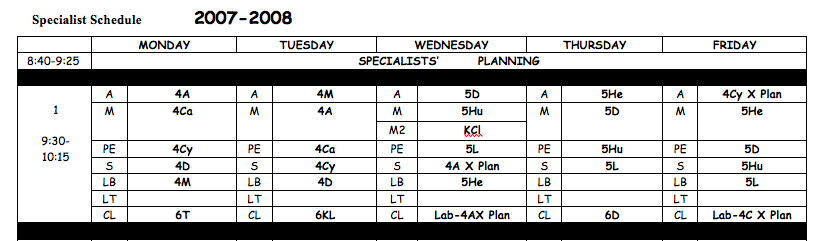 Specialist Schedule 2007-2008
MONDAY TUESDAY WEDNESDAY THURSDAY FRIDAY
8:40-9:25 SPECIALISTS' PLANNING
A 4A A 4M A 5D A 5He A 4Cy X Plan
1 M 4Ca M 4A M 5Hu M 5D M 5He
M2 KCl
9:30-
10:15
PE 4Cy PE 4Ca PE 5L PE 5Hu PE 5D
S 4D S 4Cy S 4A X Plan S 5L S 5Hu
LB 4M LB 4D LB 5He LB LB 5L
LT LT LT LT LT
CL 6T CL 6KL CL Lab-4AX Plan CL 6D CL Lab-4C X Plan